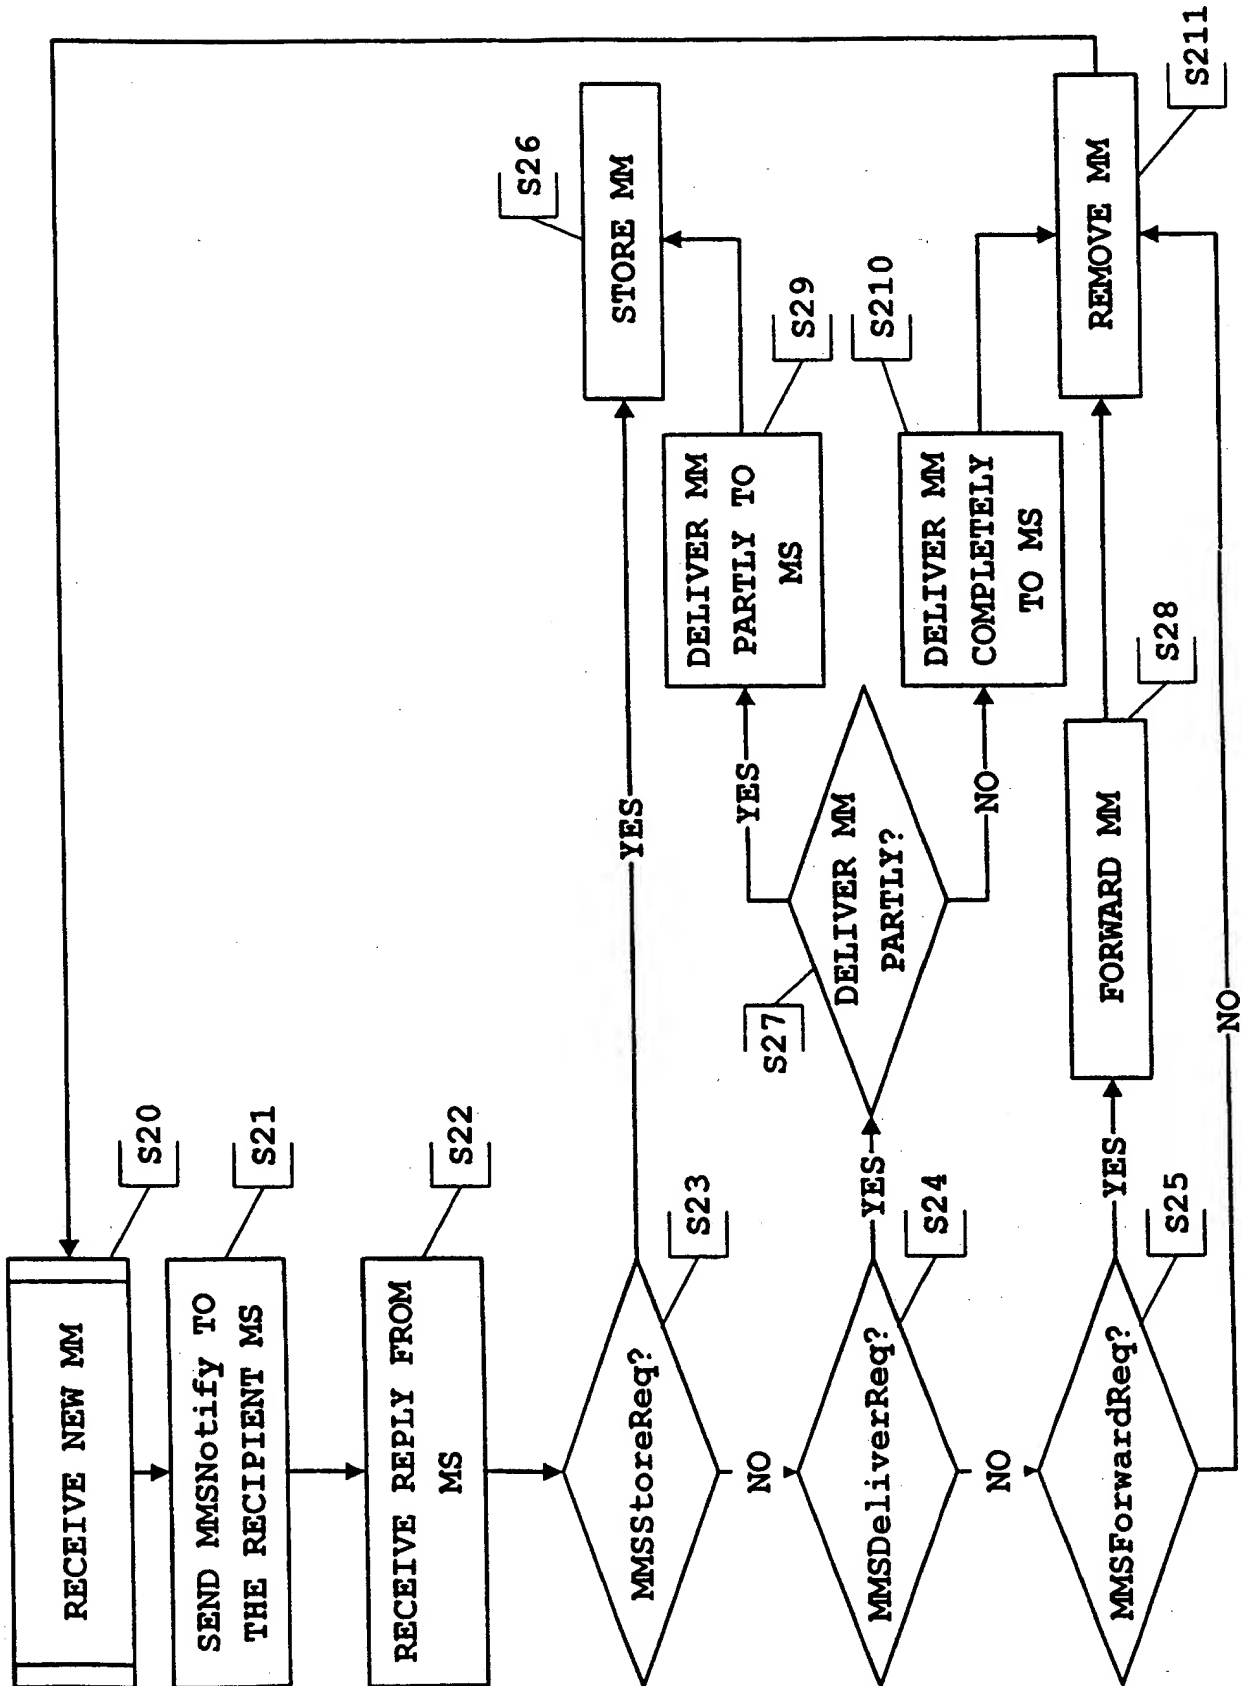 RECEIVE NEW MM
S20
SEND MMSNotify TO
THE RECIPIENT MS
S21
RECEIVE REPLY FROM
MS
S22
MMSStoreReq?
S23
YES
STORE MM
S26
NO
MMSDeliverReq?
S24
YES
DELIVER MM
PARTLY?
S27
YES
DELIVER MM
PARTLY TO
MS
S29
NO
DELIVER MM
COMPLETELY
TO MS
S210
NO
MMSForwardReq?
S25
YES
FORWARD MM
S28
REMOVE MM
S211
NO